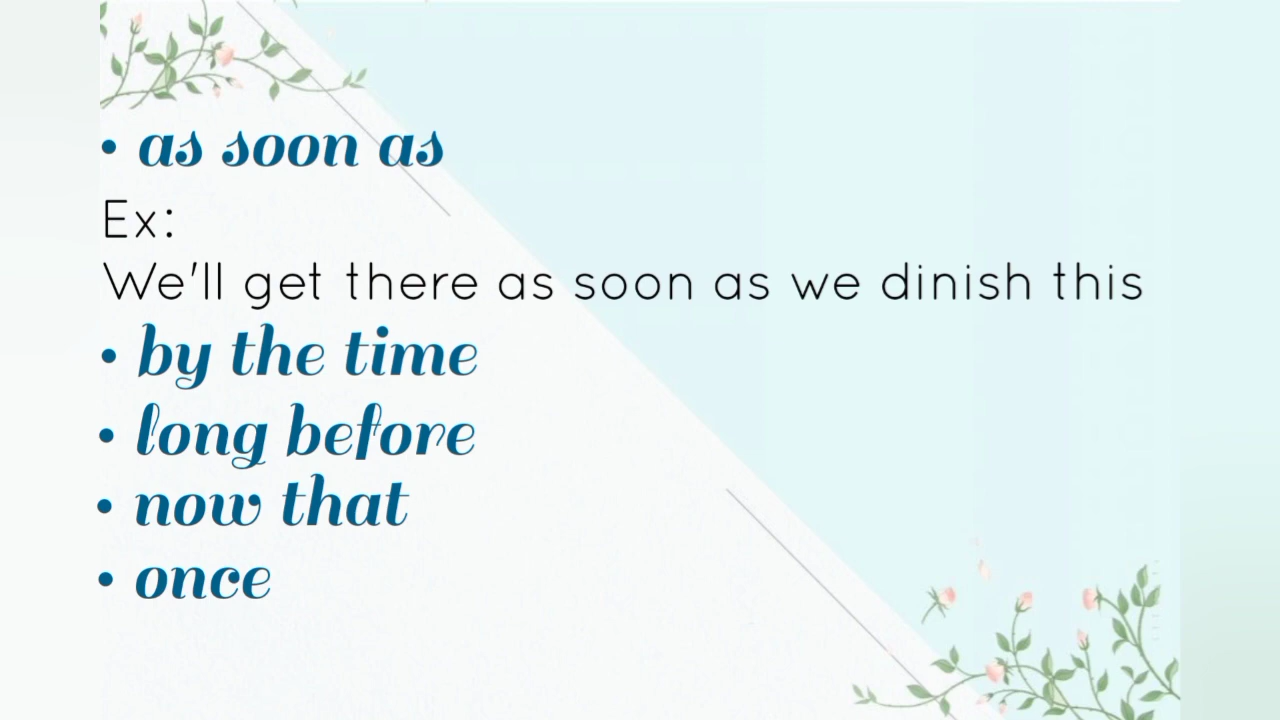 • as soon as
Ex:
We'll get there as soon as we dinish this
• by the time
• long before
• now that
• once